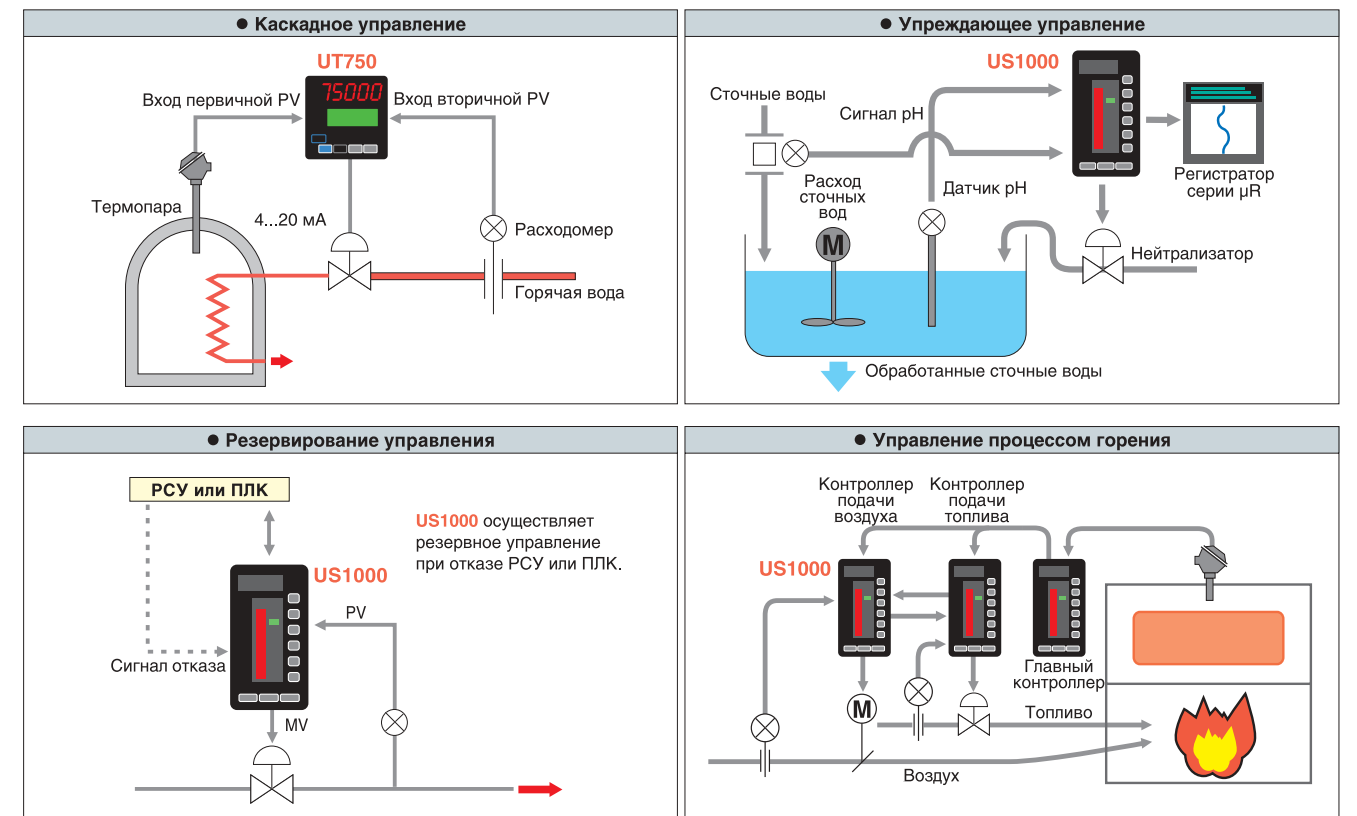 ● Каскадное управление
UT750
75000
Вход первичной PV
Вход вторичной PV
Термопара
4...20 мА
Расходомер
Горячая вода
● Упреждающее управление
US1000
Сточные воды
Сигнал pH
Расход
сточных
вод
M
Датчик pH
Регистратор
серии µR
Нейтрализатор
Обработанные сточные воды
● Резервирование управления
РСУ или ПЛК
US1000 осуществляет
резервное управление
при отказе РСУ или ПЛК.
US1000
PV
Сигнал отказа
MV
● Управление процессом горения
Контроллер
подачи
воздуха
Контроллер
подачи
топлива
US1000
Главный
контроллер
M
Топливо
Воздух